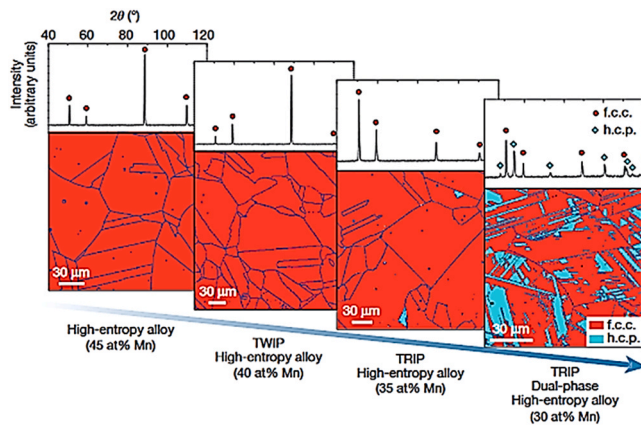 2θ (°)
40 60 80 100 120
Intensity
(arbitrary units)
f.c.c.
h.c.p.
30 μm
30 μm
30 μm
30 μm
f.c.c.
h.c.p.
High-entropy alloy
(45 at% Mn)
TWIP
High-entropy alloy
(40 at% Mn)
TRIP
High-entropy alloy
(35 at% Mn)
TRIP
Dual-phase
High-entropy alloy
(30 at% Mn)